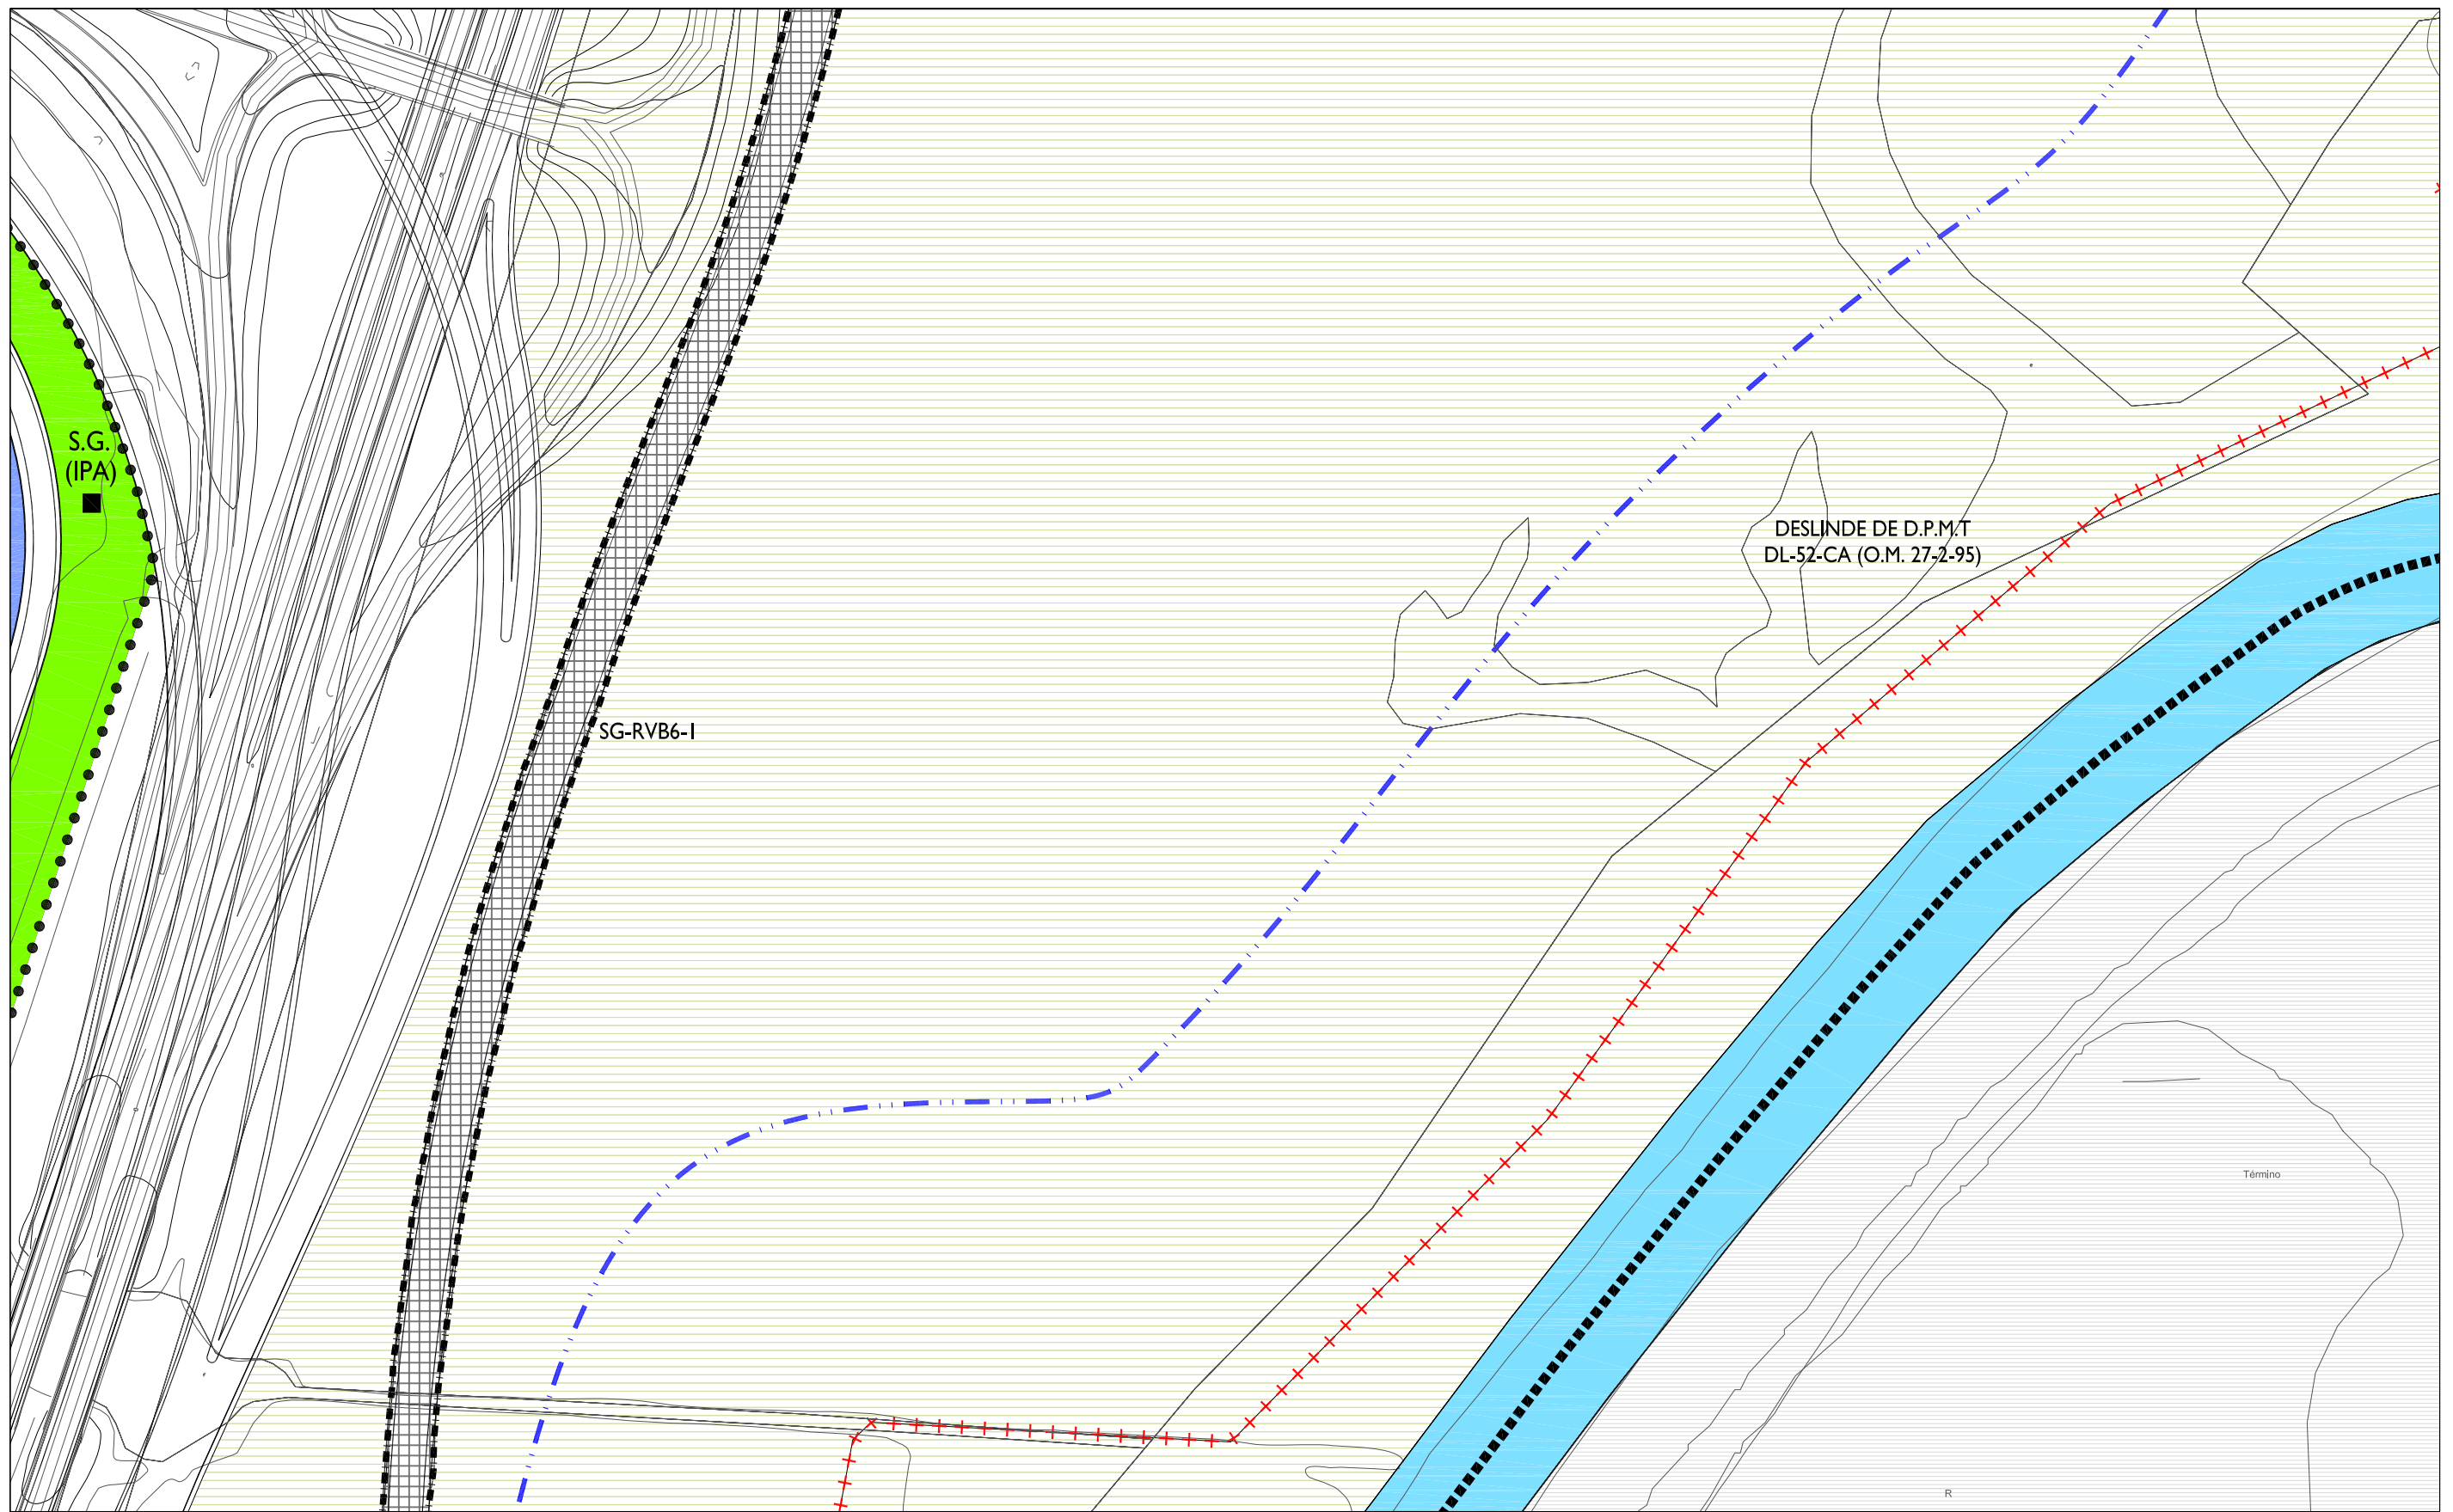 S.G.
(IPA)
DESLINDE DE D.P.M.T
DL-52-CA (O.M. 27-2-95)
SG-RVB6-1
Término
R